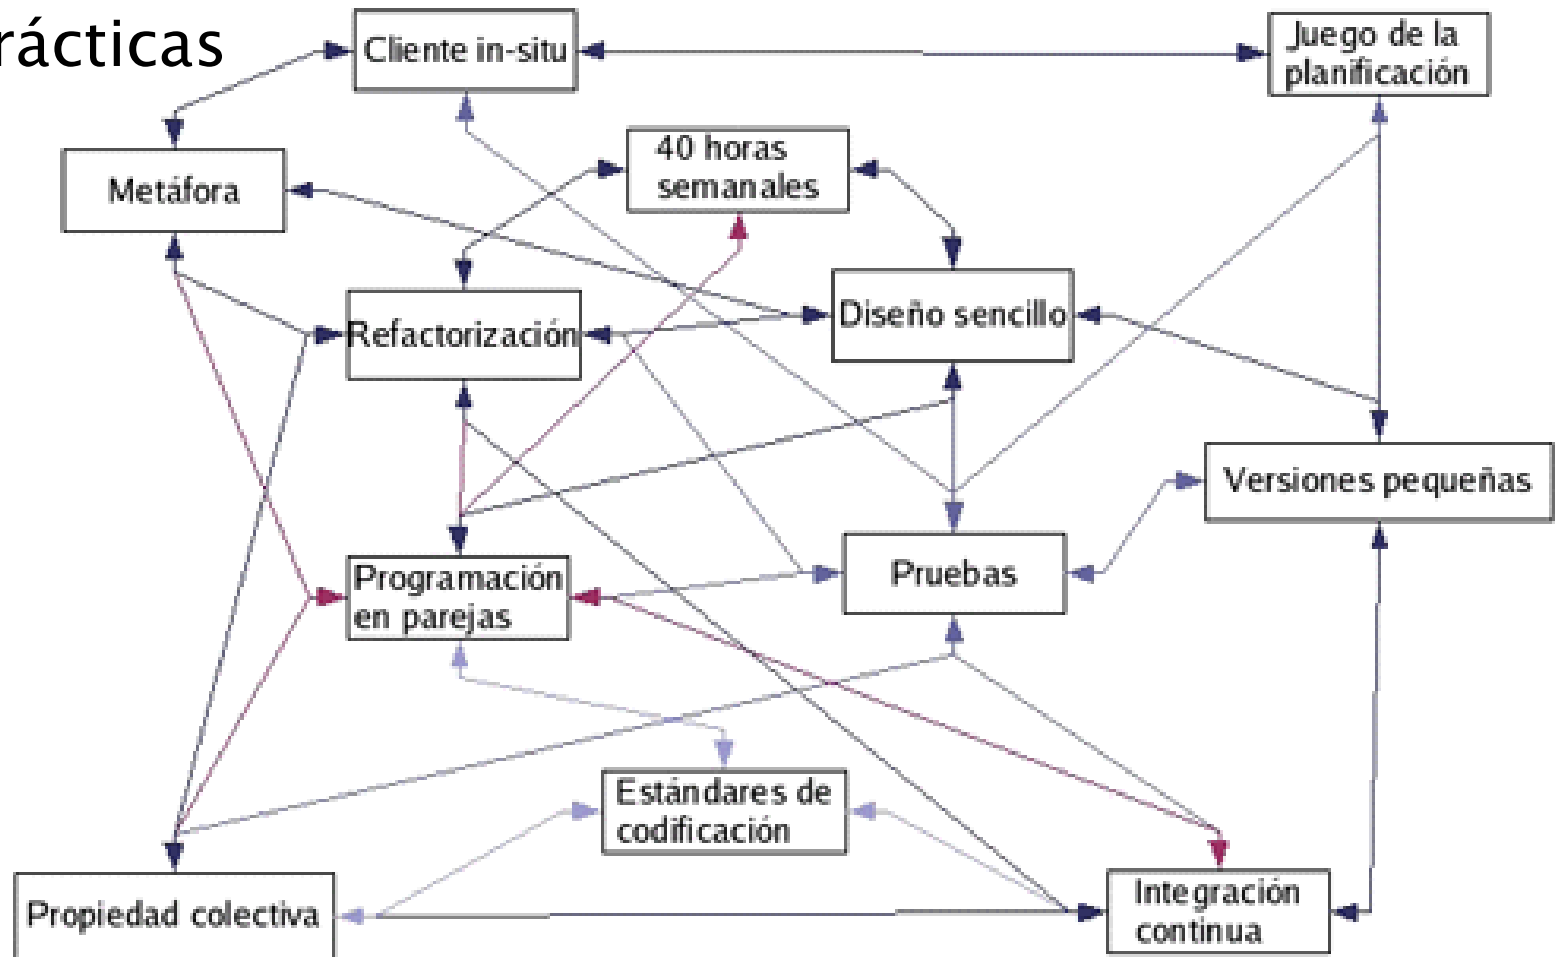 rácticas
Cliente in-situ
Juego de la
planificación
40 horas
semanales
Metáfora
Refactorización
Diseño sencillo
Versiones pequeñas
Programación
en parejas
Pruebas
Estándares de
codificación
Propiedad colectiva
Integración
continua